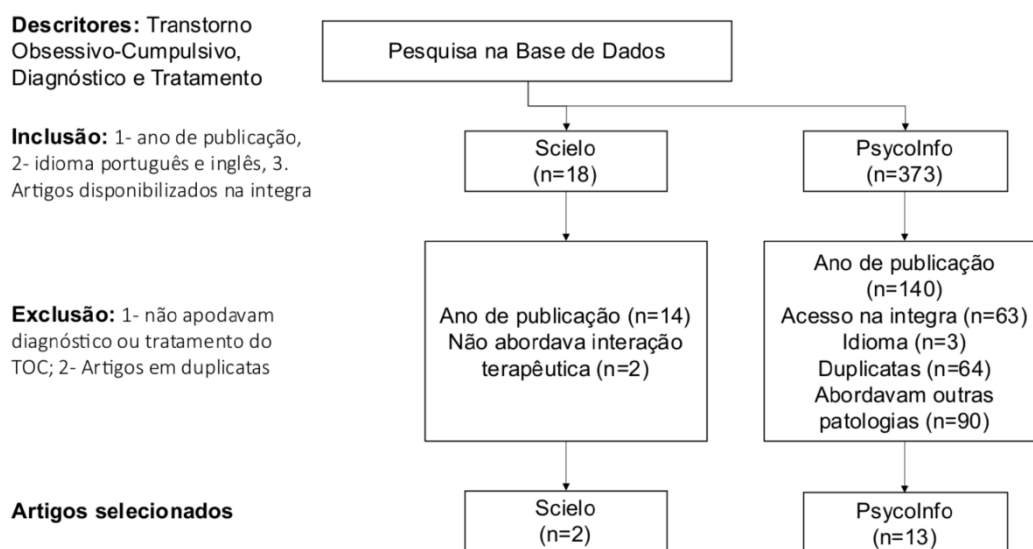 Descritores: Transtorno
Obsessivo-Cumpulsivo,
Diagnóstico e Tratamento
Pesquisa na Base de Dados
Inclusão: 1- ano de publicação,
2- idioma português e inglês, 3.
Artigos disponibilizados na integra
Scielo
(n=18)
PsycoInfo
(n=373)
Exclusão: 1- não apodavam
diagnóstico ou tratamento do
TOC; 2- Artigos em duplicatas
Ano de publicação (n=14)
Não abordava interação
terapêutica (n=2)
Ano de publicação
(n=140)
Acesso na integra (n=63)
Idioma (n=3)
Duplicatas (n=64)
Abordavam outras
patologias (n=90)
Artigos selecionados
Scielo
(n=2)
PsycoInfo
(n=13)